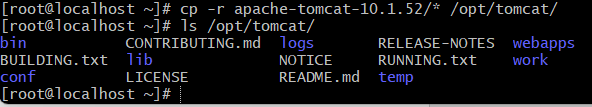 [root@localhost ~]# cp -r apache-tomcat-10.1.52/* /opt/tomcat/
[root@localhost ~]# ls /opt/tomcat/
bin           CONTRIBUTING.md  logs       RELEASE-NOTES  webapps
BUILDING.txt  lib              NOTICE     RUNNING.txt    work
conf          LICENSE          README.md  temp
[root@localhost ~]#